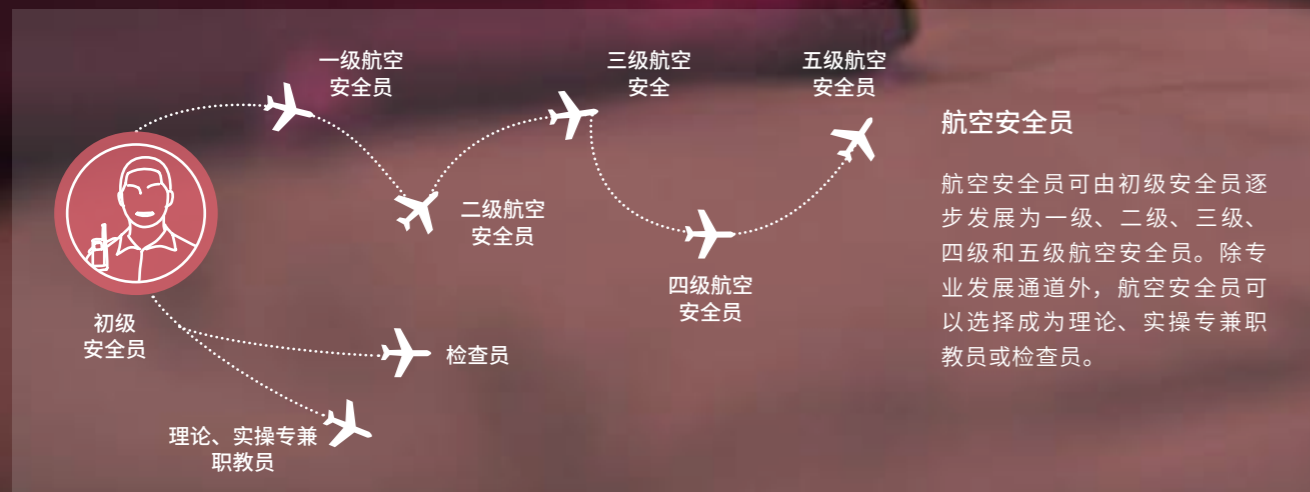 一级航空
安全员
三级航空
安全
五级航空
安全员
二级航空
安全员
四级航空
安全员
初级
安全员
检查员
理论、实操专兼
职教员
航空安全员
航空安全员可由初级安全员逐
步发展为一级、二级、三级、
四级和五级航空安全员。除专
业发展通道外，航空安全员可
以选择成为理论、实操专兼职
教员或检查员。